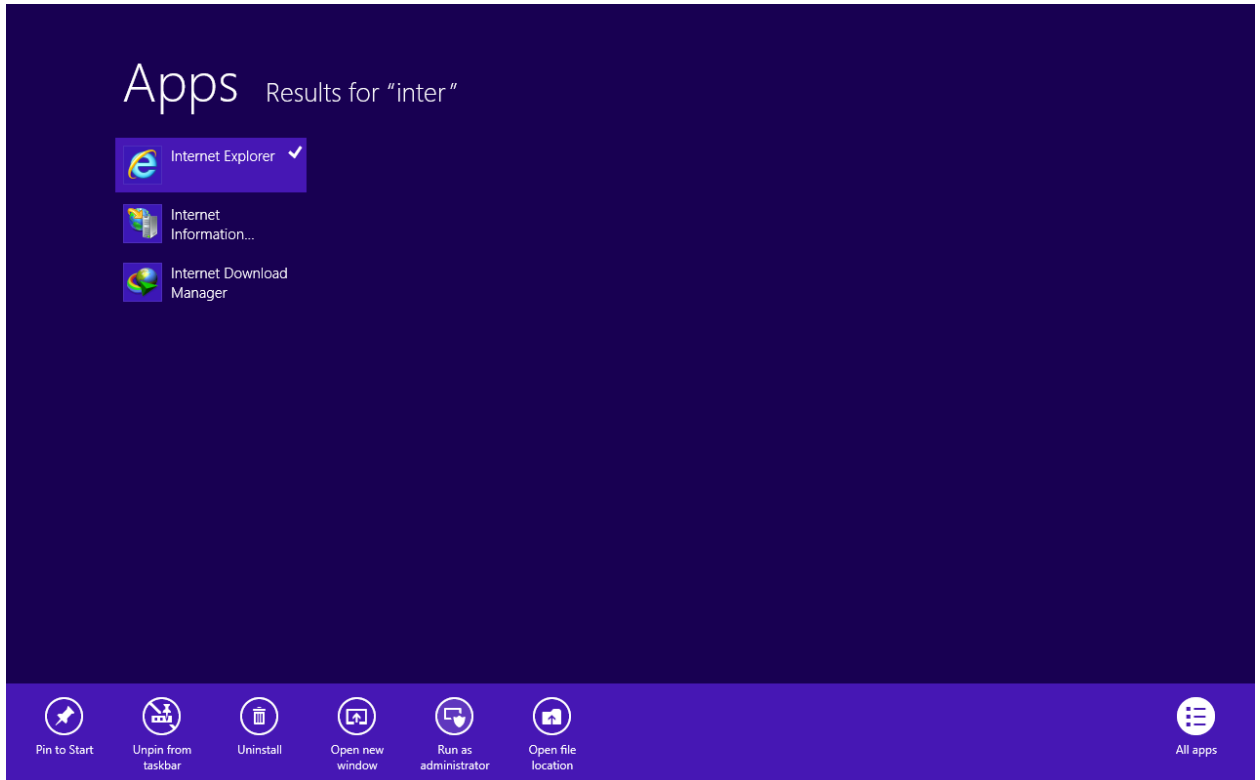 Apps Results for “inter”
Internet Explorer
Internet
Information...
Internet Download
Manager
Pin to Start
Unpin from
taskbar
Uninstall
Open new
window
Run as
administrator
Open file
location
All apps